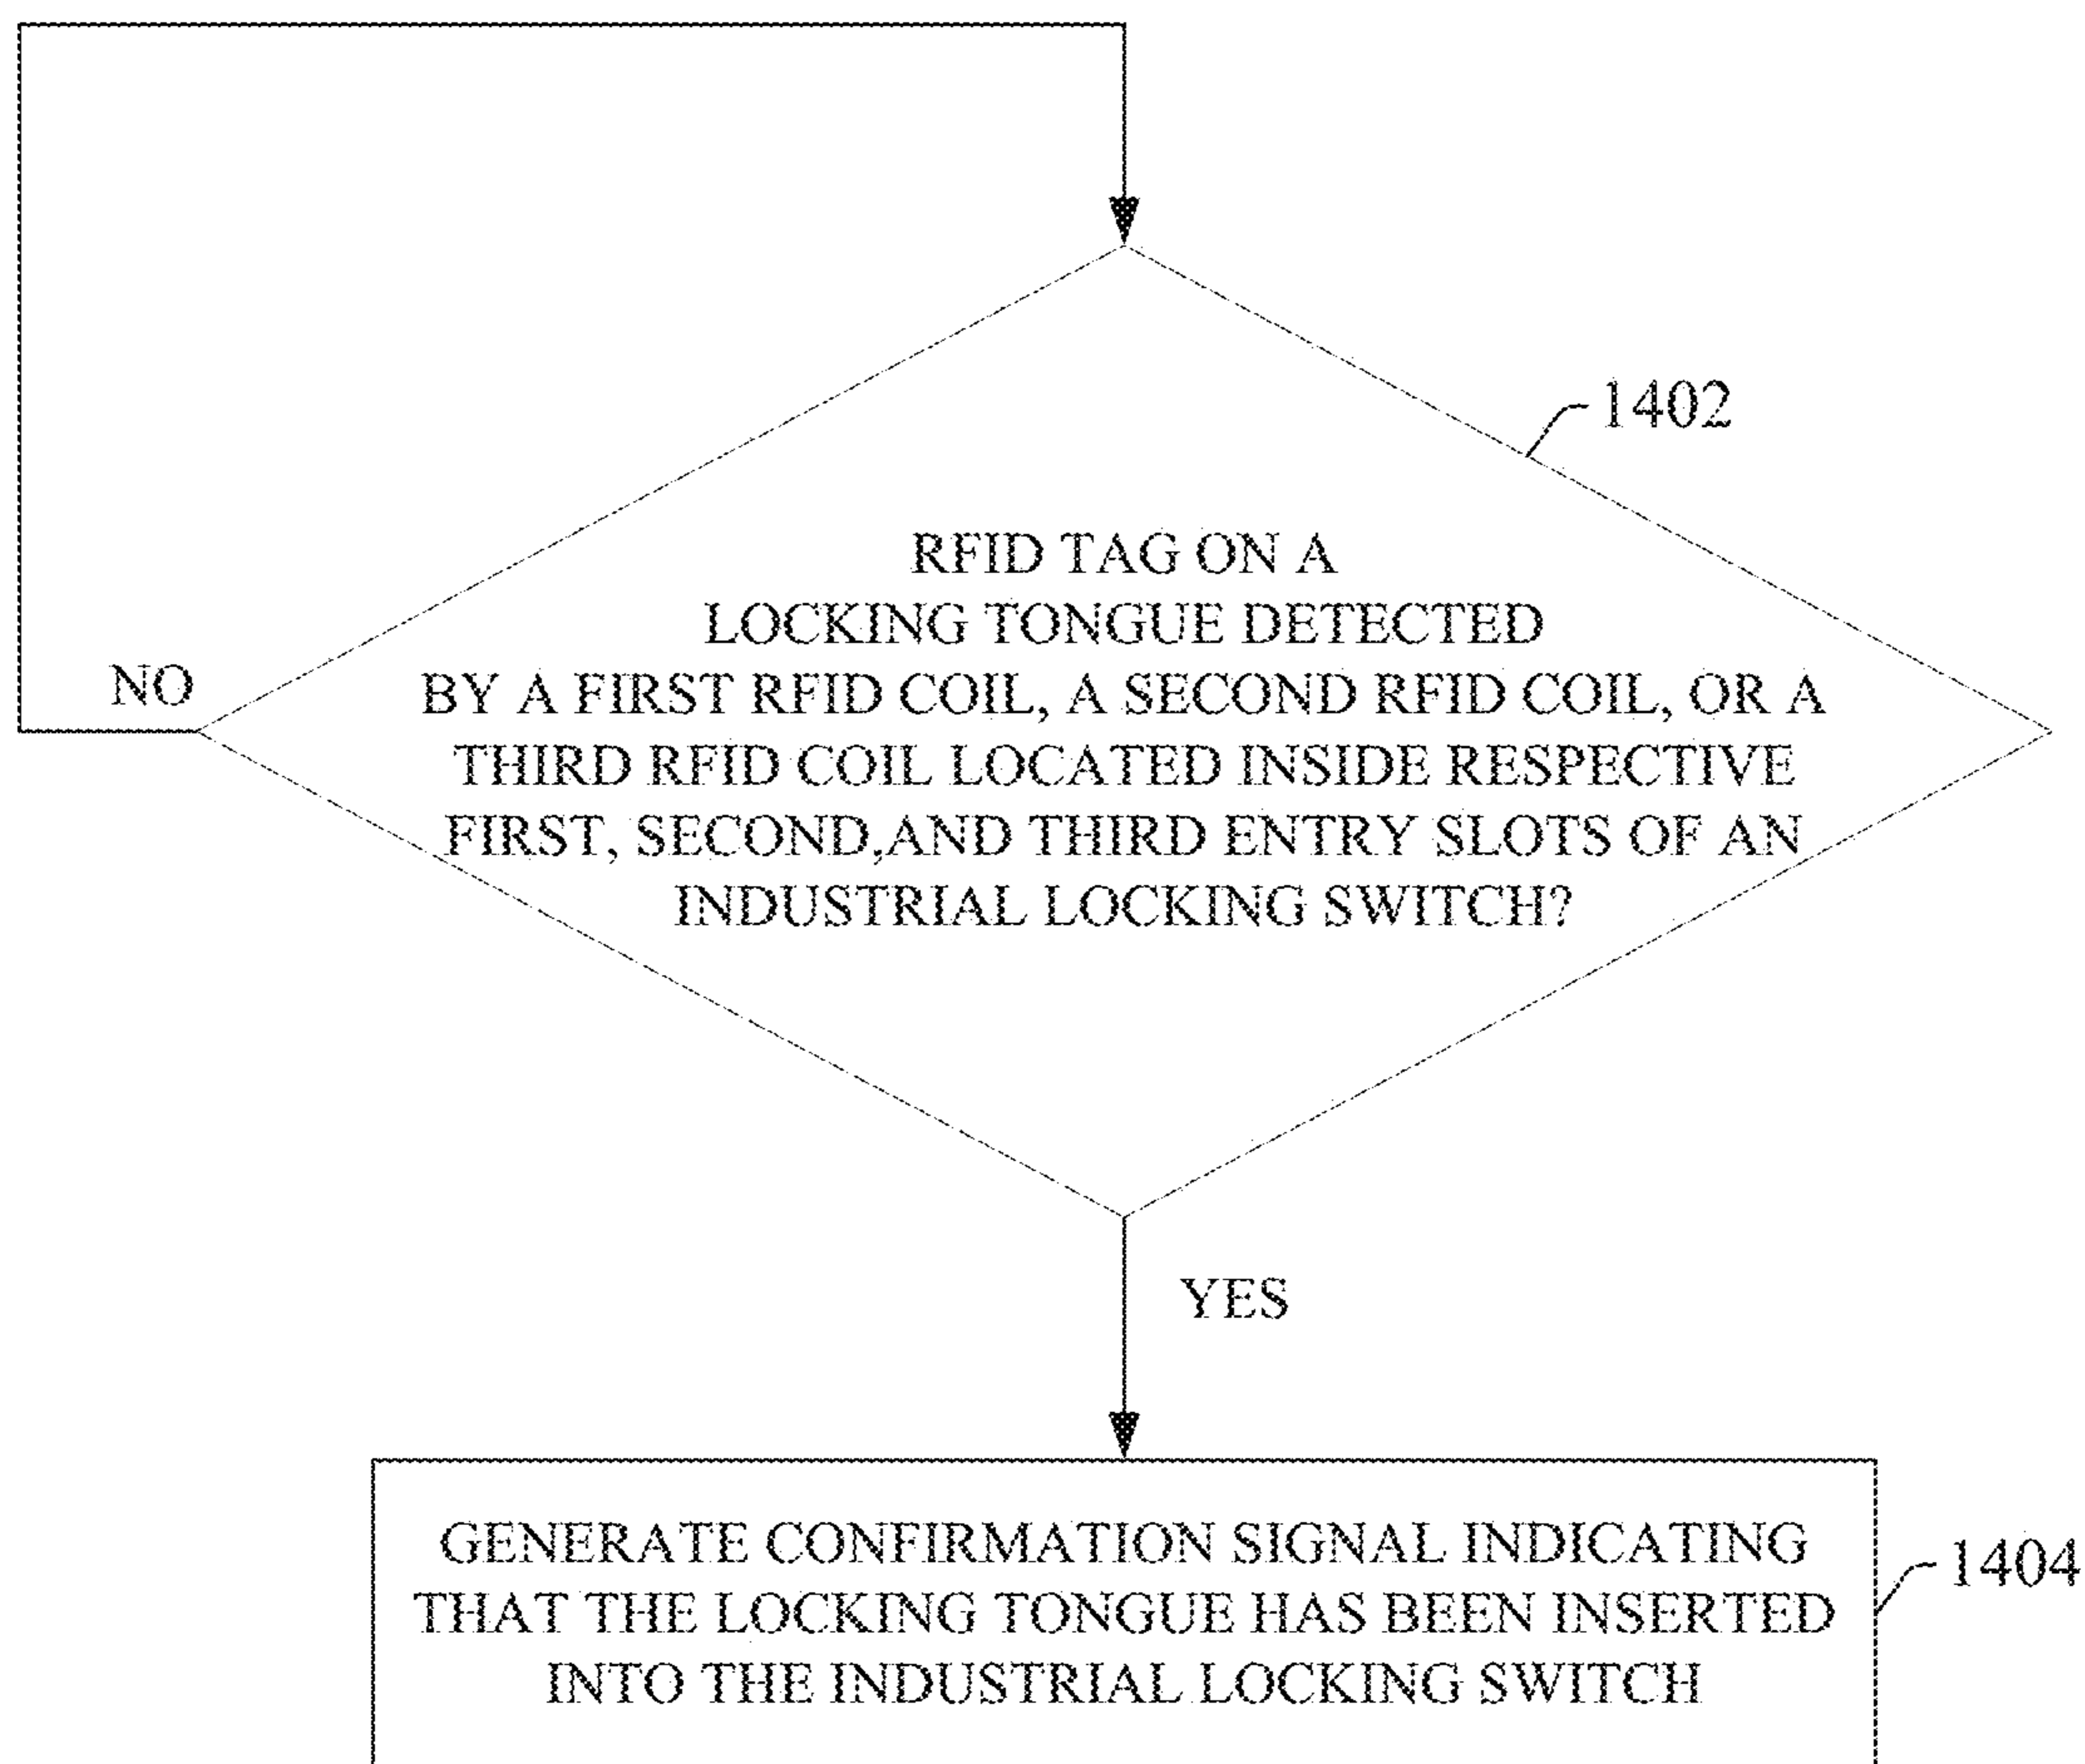 1402
RFID TAG ON A
LOCKING TONGUE DETECTED
BY A FIRST RFID COIL, A SECOND RFID COIL, OR A
THIRD RFID COIL LOCATED INSIDE RESPECTIVE
FIRST, SECOND,AND THIRD ENTRY SLOTS OF AN
INDUSTRIAL LOCKING SWITCH?
NO
YES
GENERATE CONFIRMATION SIGNAL INDICATING
THAT THE LOCKING TONGUE HAS BEEN INSERTED
INTO THE INDUSTRIAL LOCKING SWITCH
1404